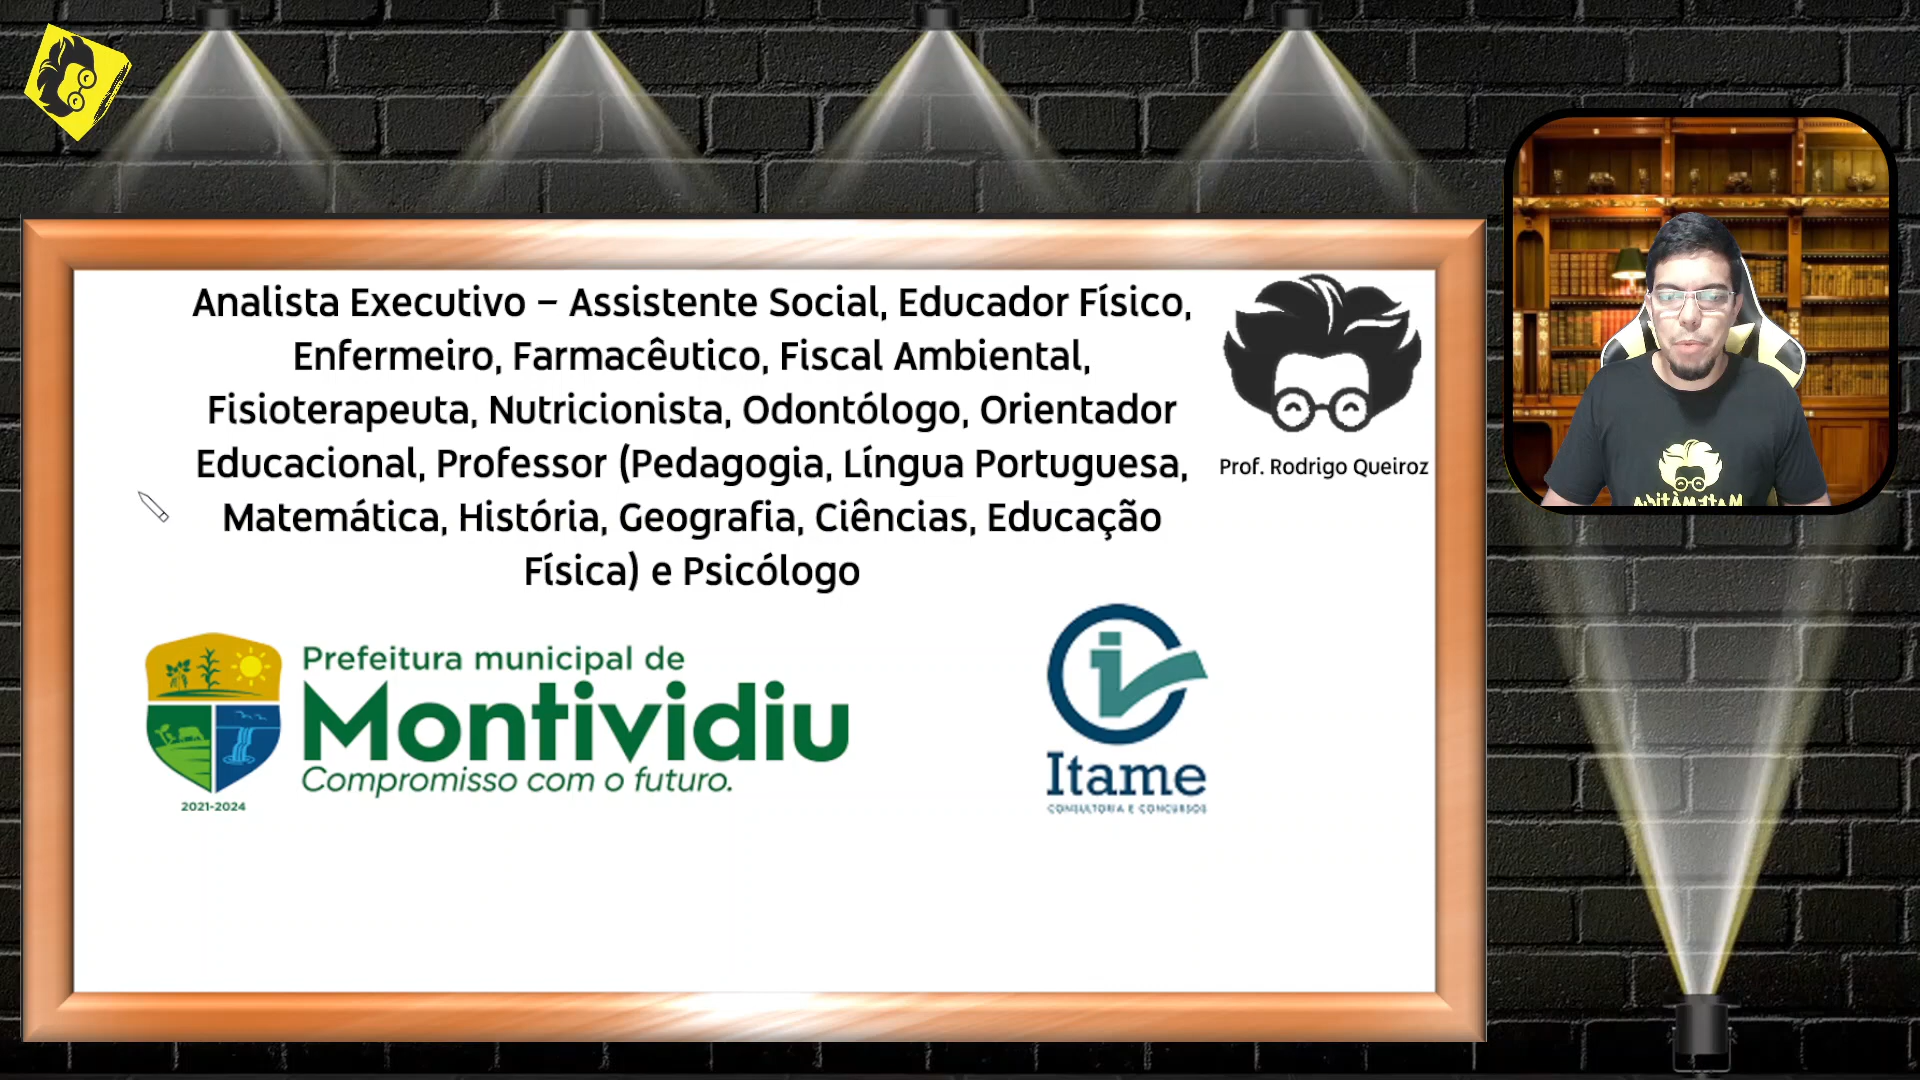 Analista Executivo – Assistente Social, Educador Físico,
Enfermeiro, Farmacêutico, Fiscal Ambiental,
Fisioterapeuta, Nutricionista, Odontólogo, Orientador
Educacional, Professor (Pedagogia, Língua Portuguesa,
Matemática, História, Geografia, Ciências, Educação
Física) e Psicólogo
Prof. Rodrigo Queiroz
Prefeitura municipal de
Montividiu
Compromisso com o futuro.
2021-2024
Itame
CONSULTORIA E CONCURSOS